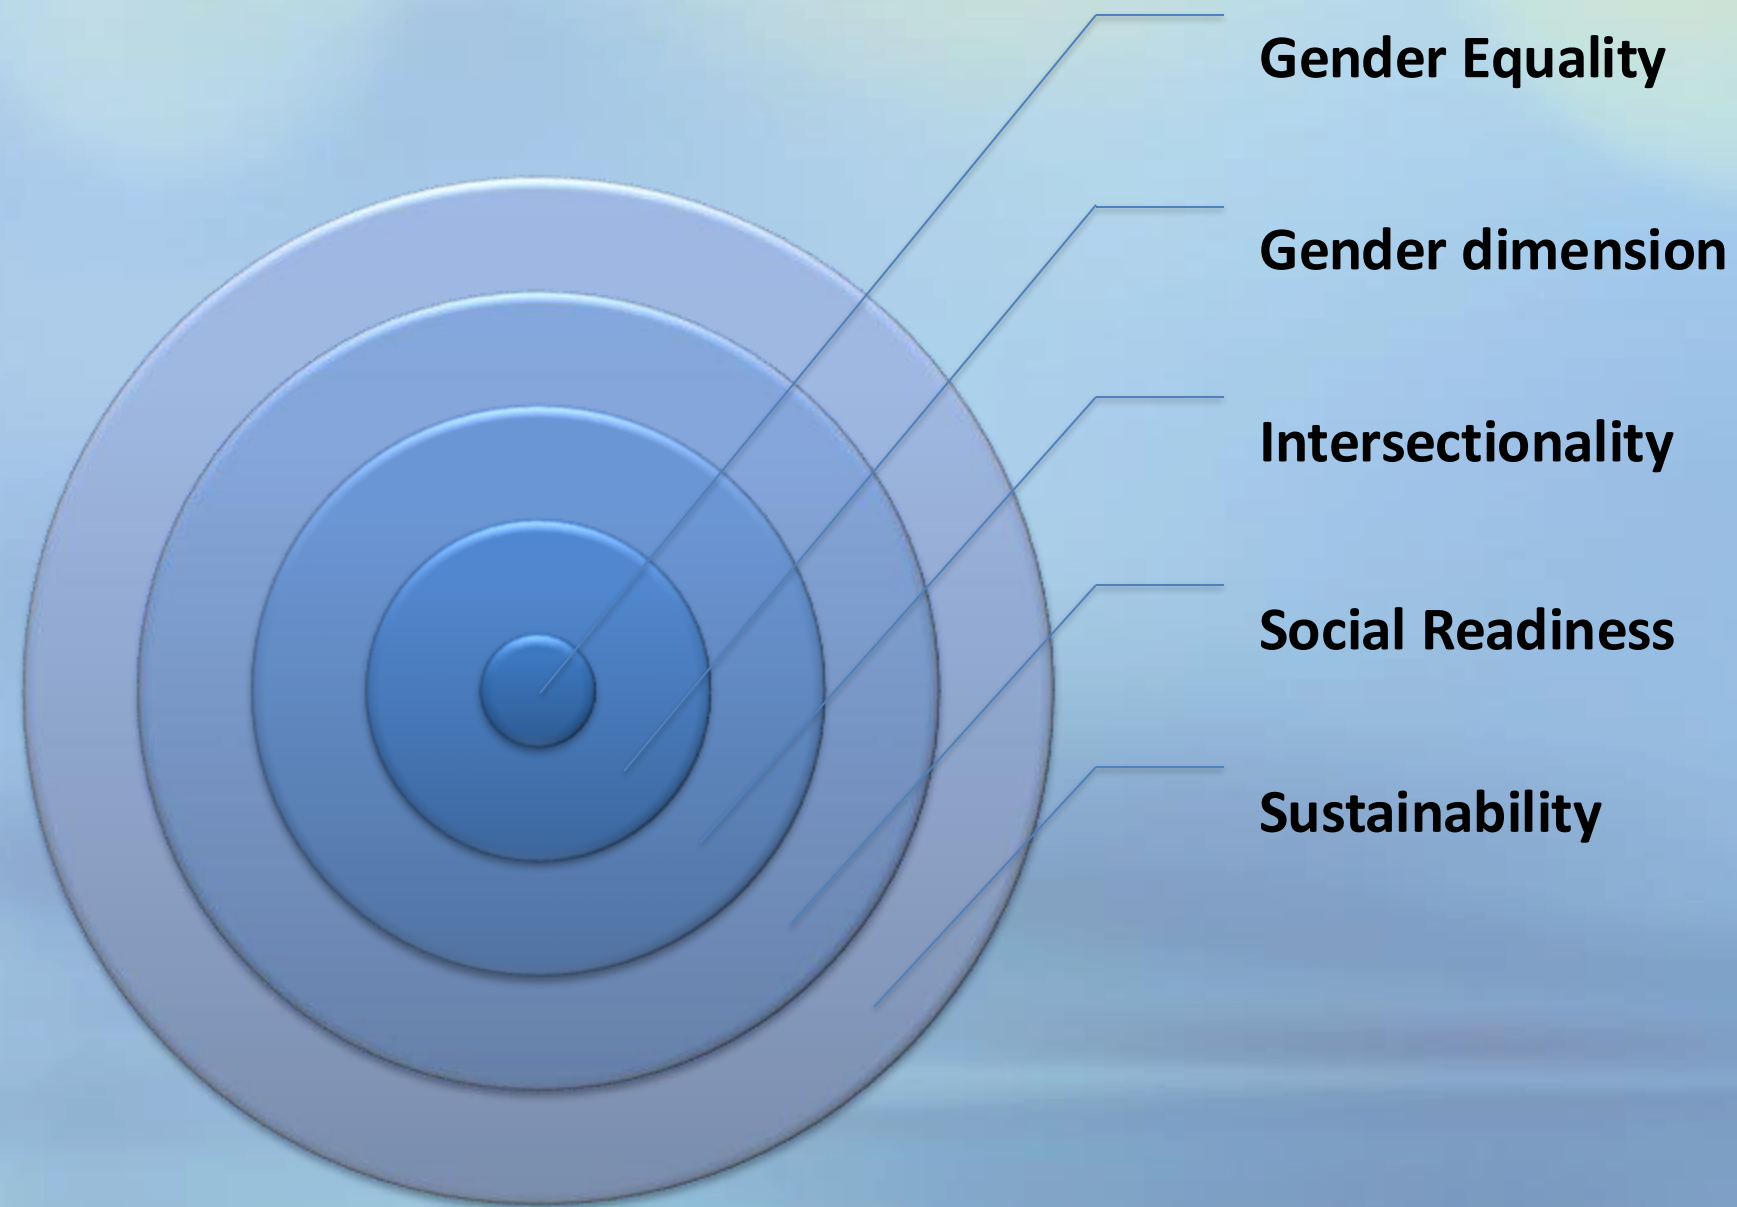 Gender Equality
Gender dimension
Intersectionality
Social Readiness
Sustainability